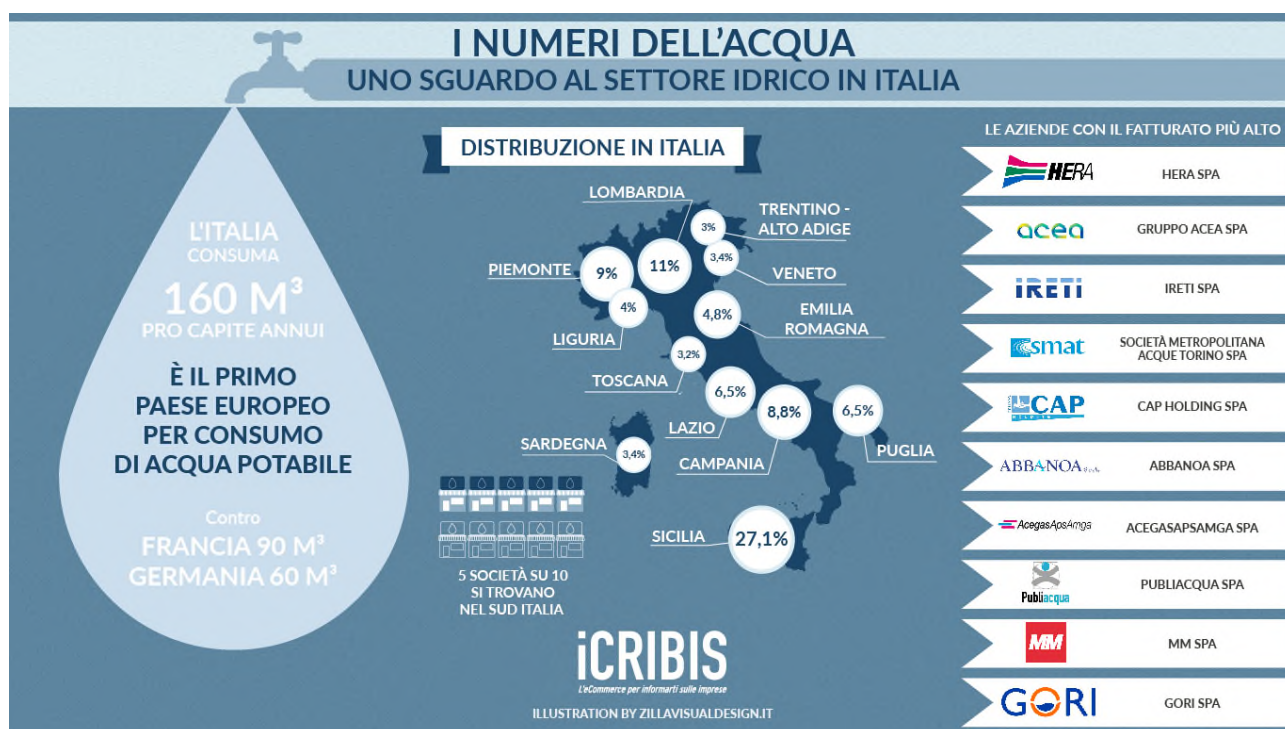 I NUMERI DELL'ACQUA
UNO SGUARDO AL SETTORE IDRICO IN ITALIA
L'ITALIA
CONSUMA
160 M³
PRO CAPITE ANNUI
È IL PRIMO
PAESE EUROPEO
PER CONSUMO
DI ACQUA POTABILE
Contro
FRANCIA 90 M³
GERMANIA 60 M³
DISTRIBUZIONE IN ITALIA
LOMBARDIA
11%
TRENTINO -
ALTO ADIGE
3%
PIEMONTE
9%
VENETO
3,4%
LIGURIA
4%
EMILIA
ROMAGNA
4,8%
TOSCANA
3,2%
LAZIO
6,5%
CAMPANIA
8,8%
PUGLIA
6,5%
SARDEGNA
3,4%
SICILIA
27,1%
5 SOCIETÀ SU 10
SI TROVANO
NEL SUD ITALIA
iCRIBIS
L'eCommerce per informarti sulle imprese
ILLUSTRATION BY ZILLAVISUALDESIGN.IT
LE AZIENDE CON IL FATTURATO PIÙ ALTO
HERA
HERA SPA
acea
GRUPPO ACEA SPA
iRETi
IRETI SPA
smat
SOCIETÀ METROPOLITANA
ACQUE TORINO SPA
CAP
CAP HOLDING SPA
ABBANOA S.p.A.
ABBANOA SPA
AcegasApsAmga
ACEGASAPSAMGA SPA
Publiacqua
PUBLIACQUA SPA
MM
MM SPA
GORI
GORI SPA